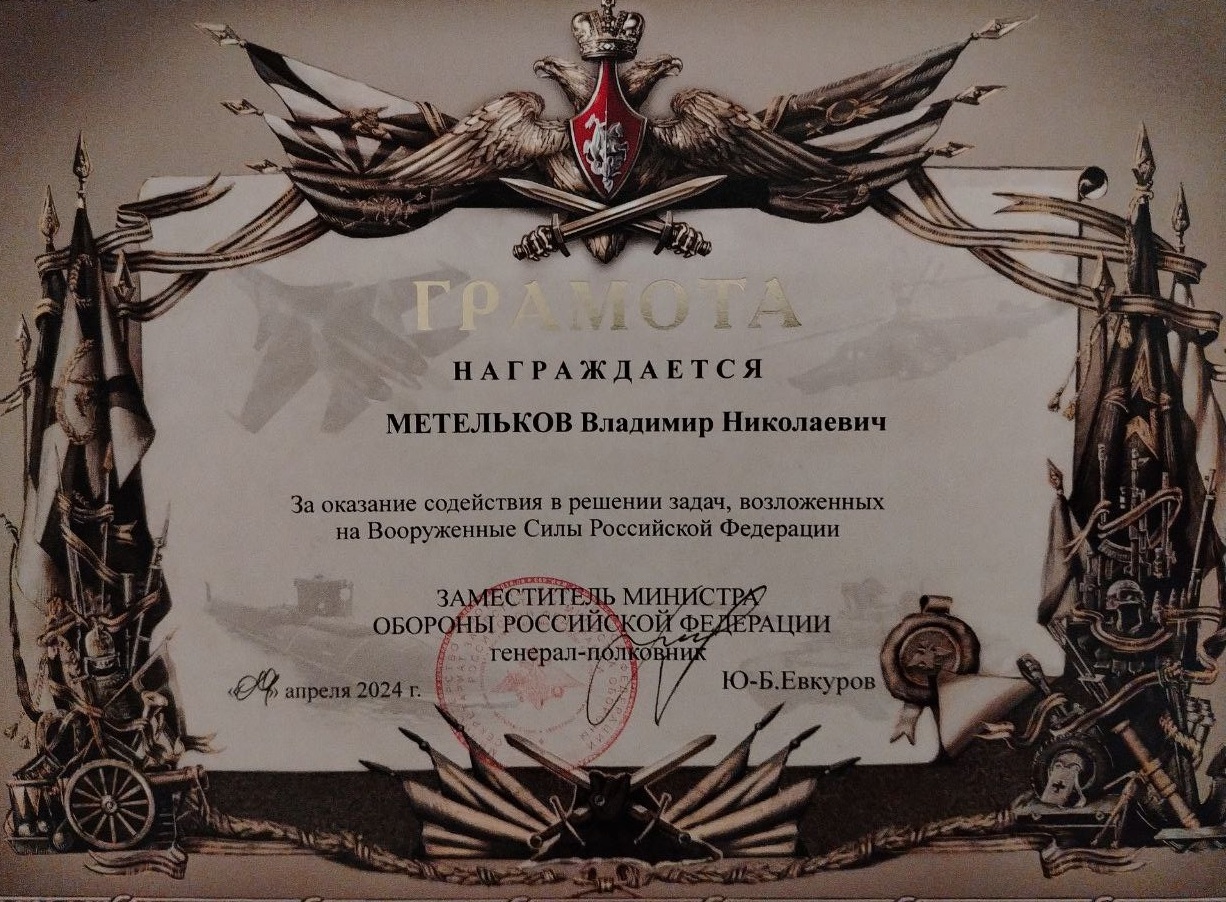 ГРАМОТА
НАГРАЖДАЕТСЯ
МЕТЕЛЬКОВ Владимир Николаевич
За оказание содействия в решении задач, возложенных
на Вооруженные Силы Российской Федерации
ЗАМЕСТИТЕЛЬ МИНИСТРА
ОБОРОНЫ РОССИЙСКОЙ ФЕДЕРАЦИИ
генерал-полковник
Ю-Б.Евкуров
апреля 2024 г.